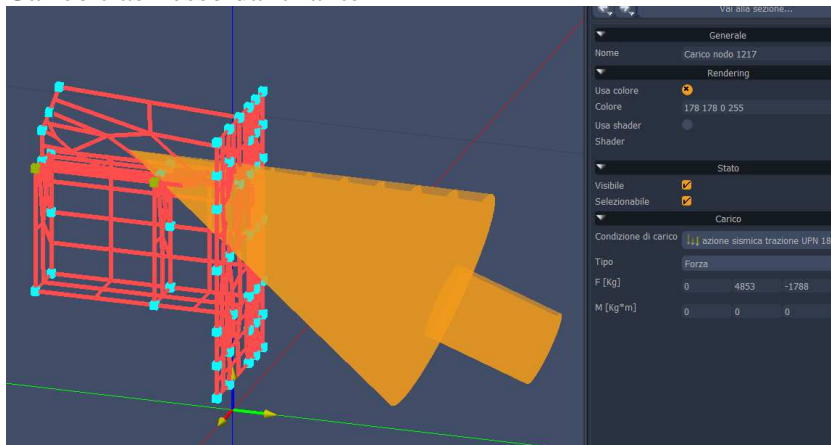 Vai alla sezione...
Generale
Nome Carico nodo 1217
Rendering
Usa colore
Colore 178 178 0 255
Usa shader
Shader
Stato
Visibile
Selezionabile
Carico
Condizione di carico azione sismica trazione UPN 18
Tipo Forza
F [Kg] 0 4853 -1788
M [Kg*m] 0 0 0